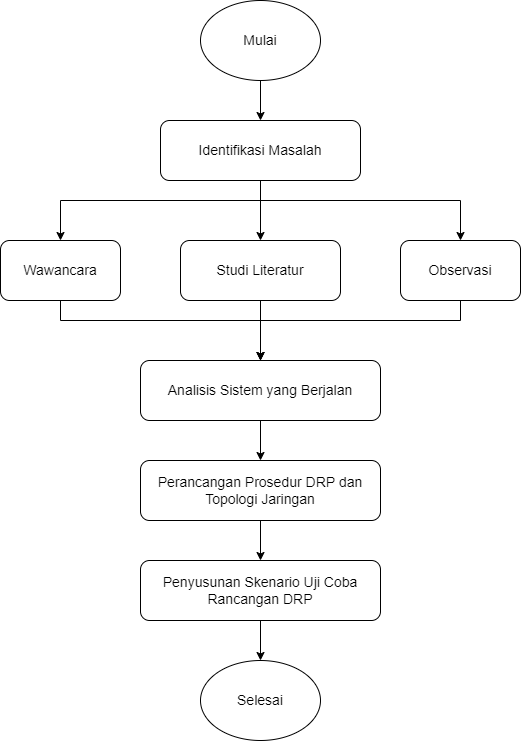 Mulai
Identifikasi Masalah
Wawancara
Studi Literatur
Observasi
Analisis Sistem yang Berjalan
Perancangan Prosedur DRP dan
Topologi Jaringan
Penyusunan Skenario Uji Coba
Rancangan DRP
Selesai